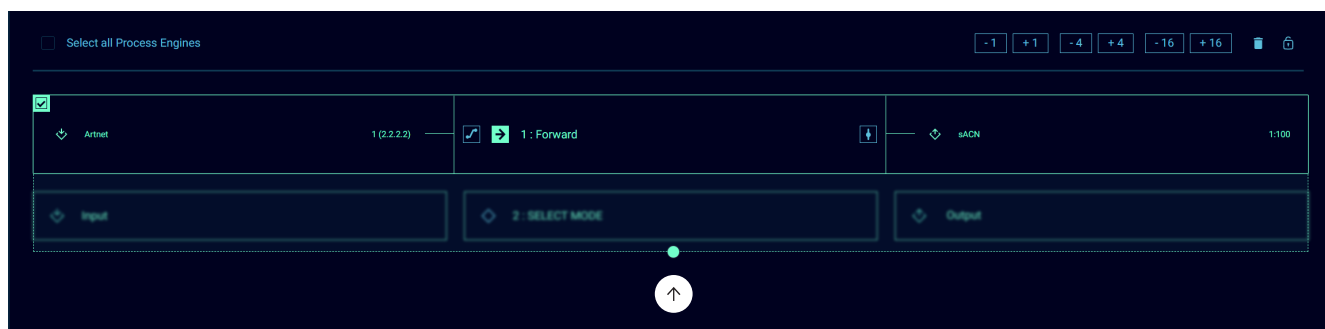 Select all Process Engines
- 1
+ 1
- 4
+ 4
- 16
+ 16
Artnet
1 (2.2.2.2)
1 : Forward
sACN
1:100
Input
2 : SELECT MODE
Output